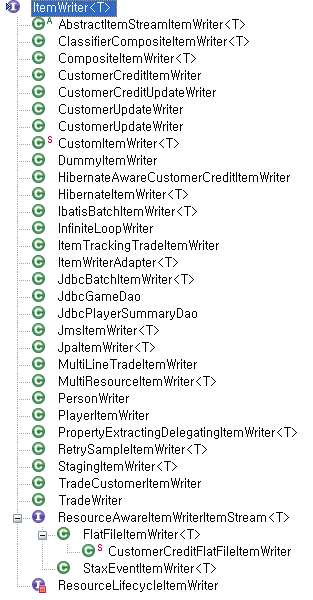 ItemWriter<T>
AbstractItemStreamItemWriter<T>
ClassifierCompositeItemWriter<T>
CompositeItemWriter<T>
CustomerCreditItemWriter
CustomerCreditUpdateWriter
CustomerUpdateWriter
CustomerUpdateWriter
CustomItemWriter<T>
DummyItemWriter
HibernateAwareCustomerCreditItemWriter
HibernateItemWriter<T>
IbatisBatchItemWriter<T>
InfiniteLoopWriter
ItemTrackingTradeItemWriter
ItemWriterAdapter<T>
JdbcBatchItemWriter<T>
JdbcGameDao
JdbcPlayerSummaryDao
JmsItemWriter<T>
JpaItemWriter<T>
MultiLineTradeItemWriter
MultiResourceItemWriter<T>
PersonWriter
PlayerItemWriter
PropertyExtractingDelegatingItemWriter<T>
RetrySampleItemWriter<T>
StagingItemWriter<T>
TradeCustomerItemWriter
TradeWriter
ResourceAwareItemWriterItemStream<T>
FlatFileItemWriter<T>
CustomerCreditFlatFileItemWriter
StaxEventItemWriter<T>
ResourceLifecycleItemWriter